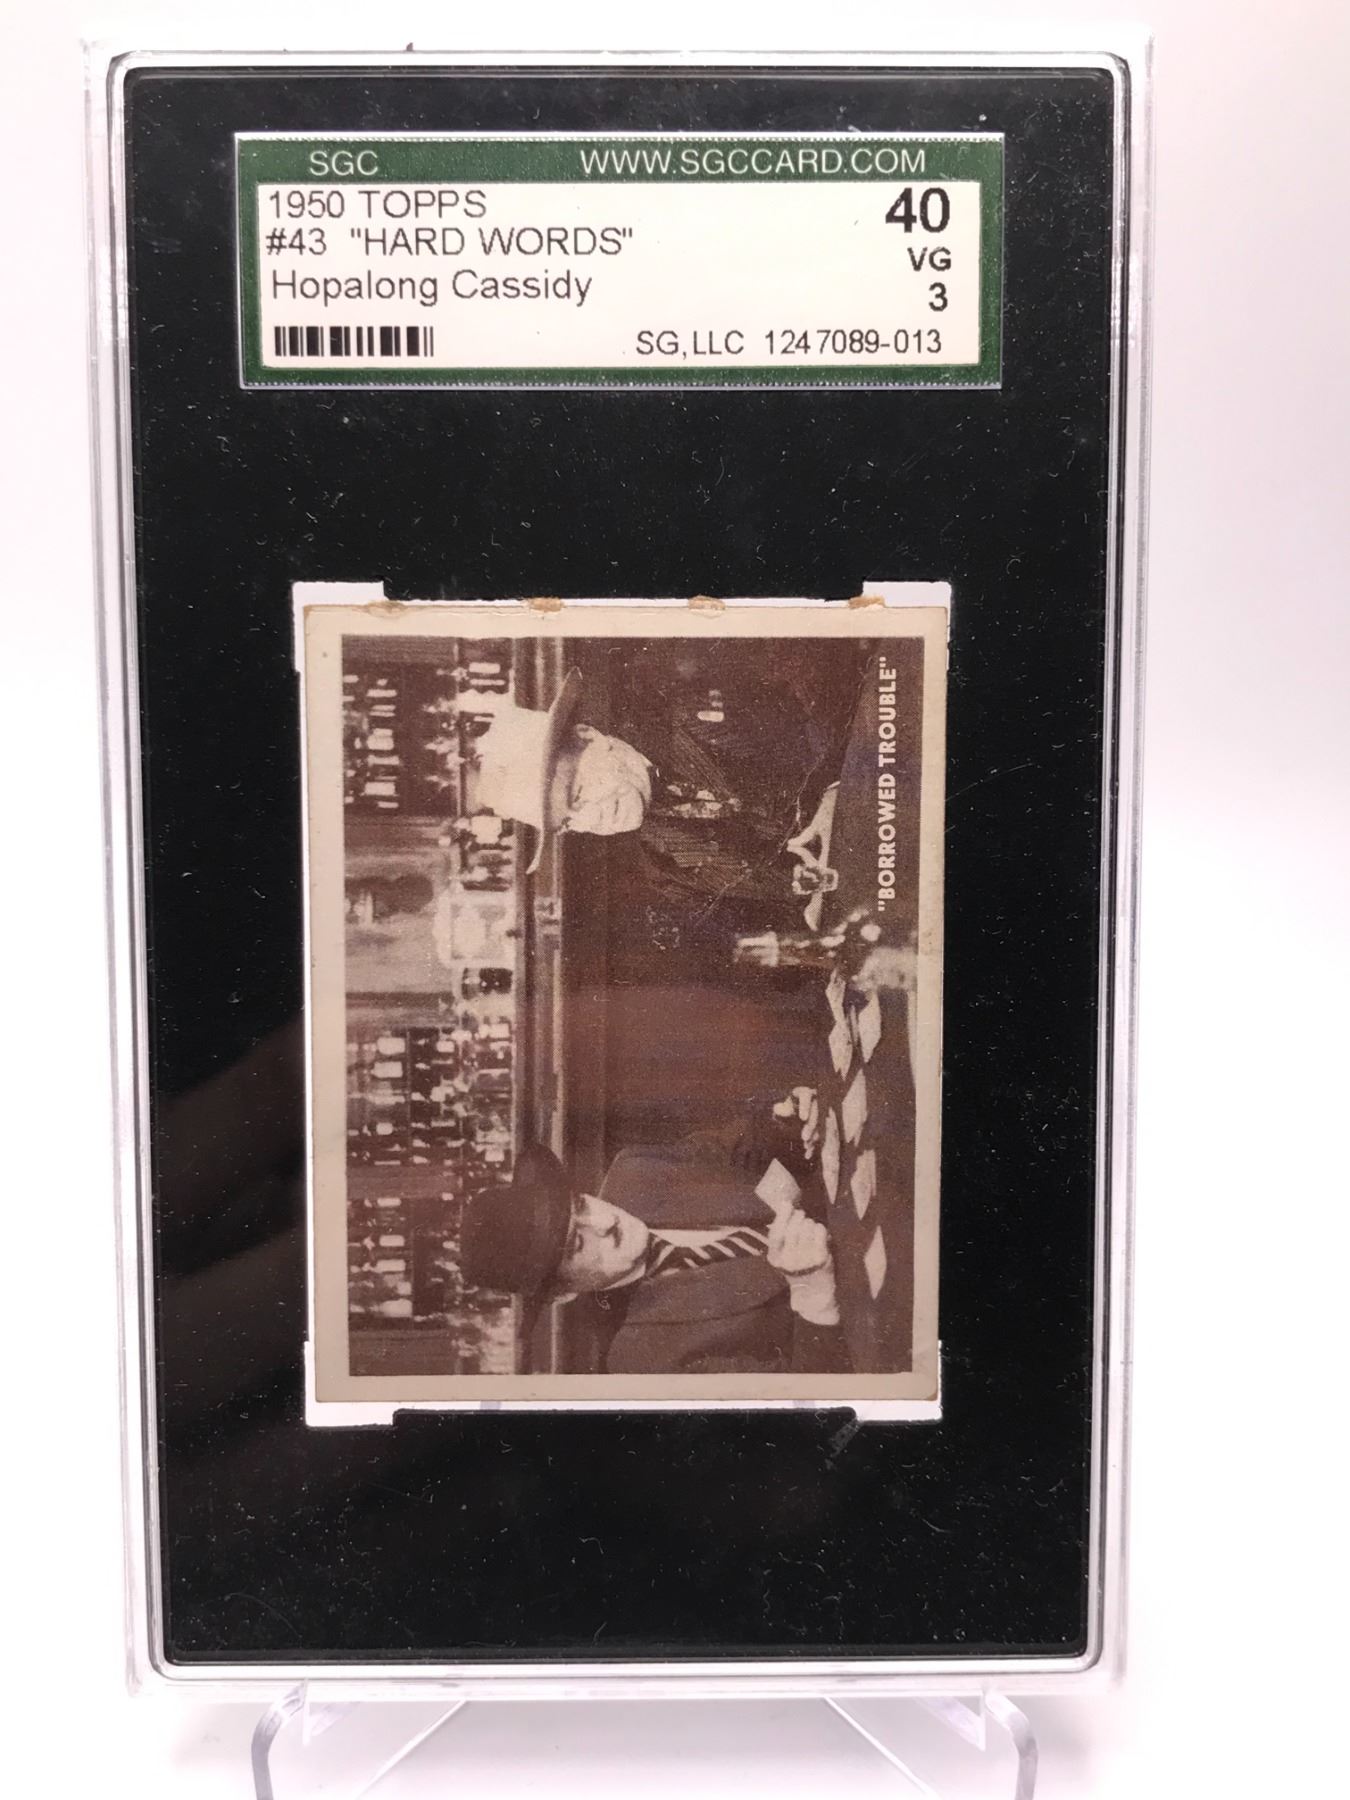 SGC WWW.SGCCARD.COM
1950 TOPPS 40
#43 "HARD WORDS" VG
Hopalong Cassidy 3
SG,LLC 1247089-013
"BORROWED TROUBLE"